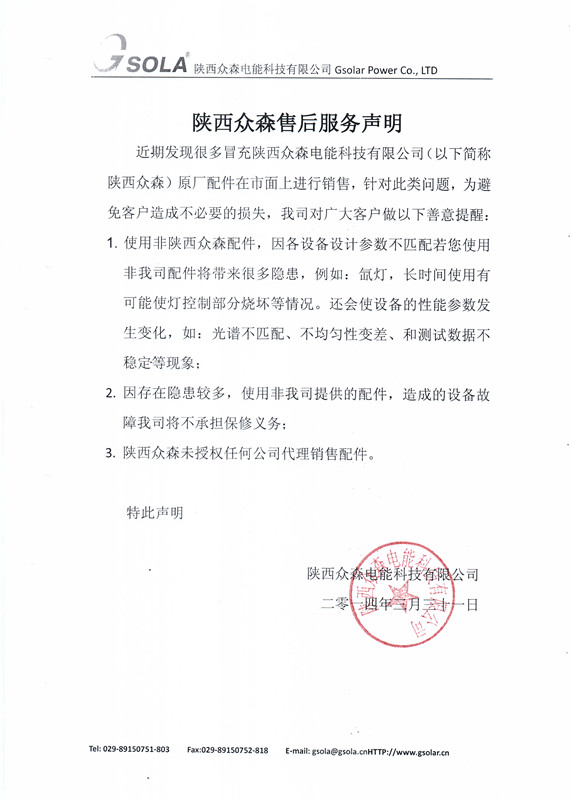 GSOLA® 陕西众森电能科技有限公司 Gsolar Power Co., LTD
陕西众森售后服务声明
近期发现很多冒充陕西众森电能科技有限公司（以下简称
陕西众森）原厂配件在市面上进行销售，针对此类问题，为避
免客户造成不必要的损失，我司对广大客户做以下善意提醒：
1. 使用非陕西众森配件，因各设备设计参数不匹配若您使用
非我司配件将带来很多隐患，例如：氙灯，长时间使用有
可能使灯控制部分烧坏等情况。还会使设备的性能参数发
生变化，如：光谱不匹配、不均匀性变差、和测试数据不
稳定等现象；
2. 因存在隐患较多，使用非我司提供的配件，造成的设备故
障我司将不承担保修义务；
3. 陕西众森未授权任何公司代理销售配件。
特此声明
陕西众森电能科技有限公司
陕西众森电能科技有限公司
二零一四年三月三十一日
Tel: 029-89150751-803 Fax:029-89150752-818 E-mail: gsola@gsola.cnHTTP://www.gsolar.cn